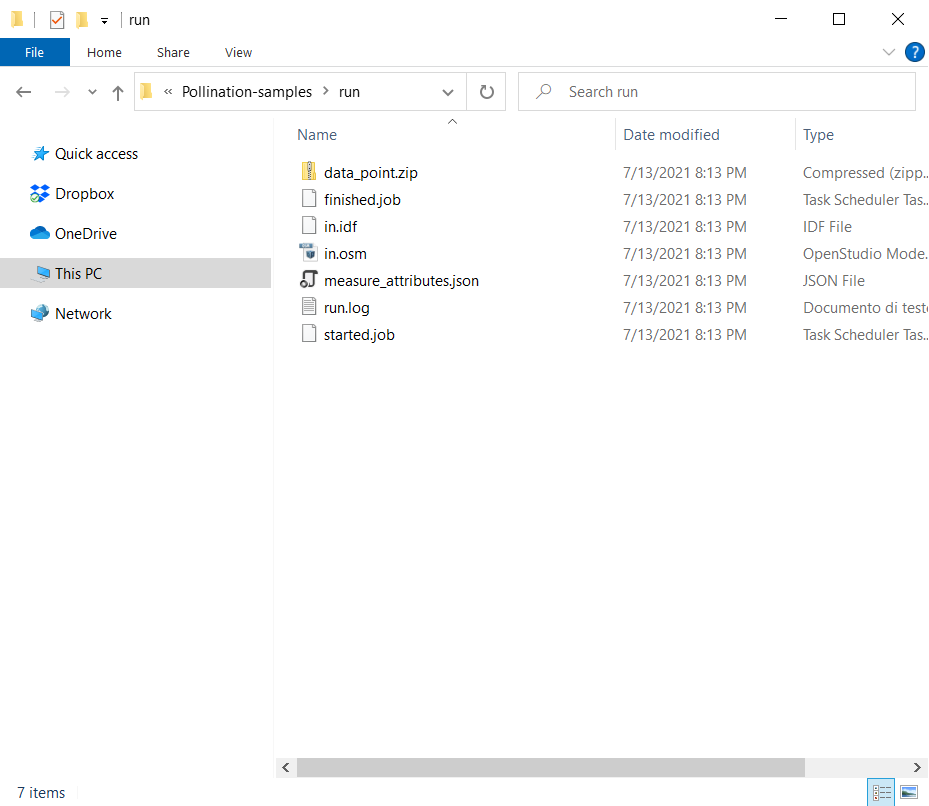 run
File Home Share View ?
« Pollination-samples > run Search run
Name Date modified Type
Quick access
Dropbox
OneDrive
This PC
Network
data_point.zip 7/13/2021 8:13 PM Compressed (zipp...
finished.job 7/13/2021 8:13 PM Task Scheduler Tas...
in.idf 7/13/2021 8:13 PM IDF File
in.osm 7/13/2021 8:13 PM OpenStudio Mode...
measure_attributes.json 7/13/2021 8:13 PM JSON File
run.log 7/13/2021 8:13 PM Documento di testo
started.job 7/13/2021 8:13 PM Task Scheduler Tas...
7 items